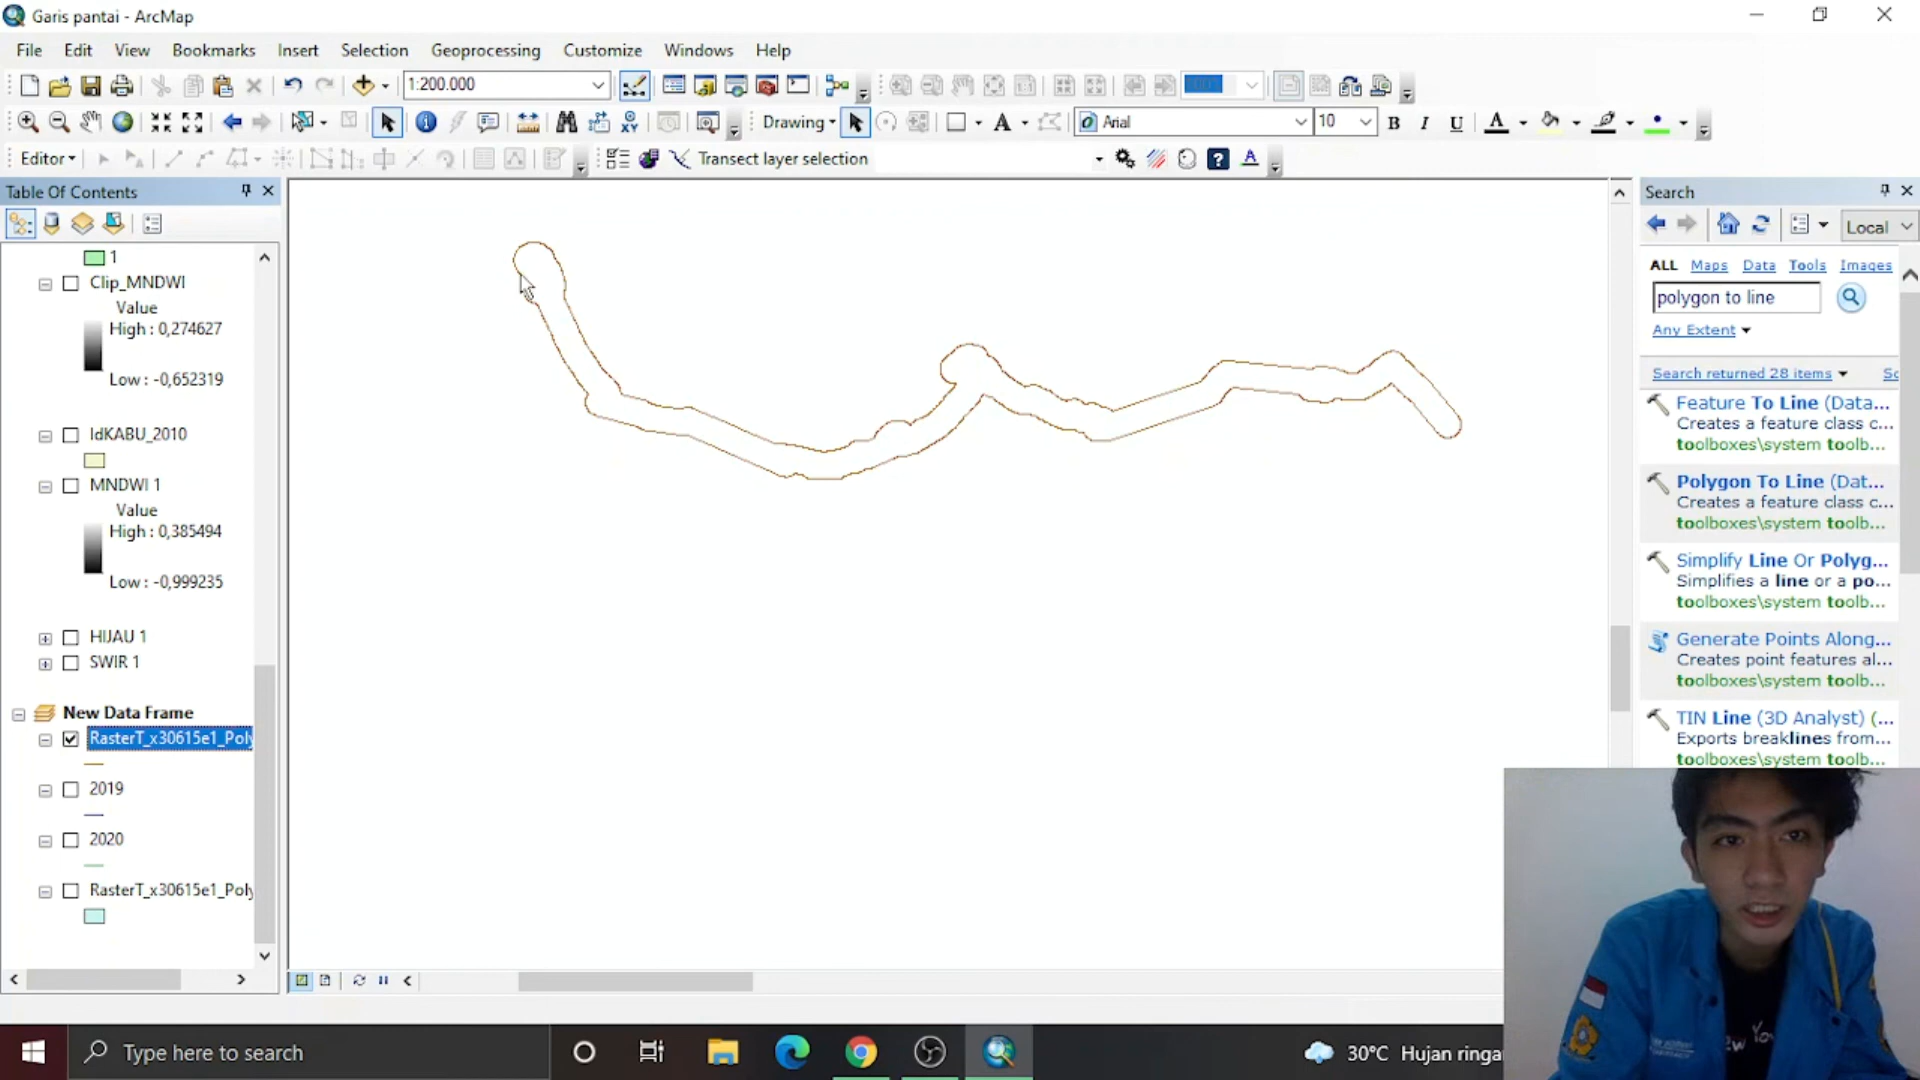 Garis pantai - ArcMap
File Edit View Bookmarks Insert Selection Geoprocessing Customize Windows Help
1:200.000
Drawing Arial 10 B I U A
Editor Transect layer selection
Table Of Contents
1
Clip_MNDWI
Value
High : 0,274627
Low : -0,652319
IdKABU_2010
MNDWI 1
Value
High : 0,385494
Low : -0,999235
HIJAU 1
SWIR 1
New Data Frame
RasterT_x30615e1_Poly
2019
2020
RasterT_x30615e1_Poly
Search
Local
ALL Maps Data Tools Images
polygon to line
Any Extent
Search returned 28 items
Feature To Line (Data...
Creates a feature class c...
toolboxes\system toolb...
Polygon To Line (Dat...
Creates a feature class c...
toolboxes\system toolb...
Simplify Line Or Polyg...
Simplifies a line or a po...
toolboxes\system toolb...
Generate Points Along...
Creates point features al...
toolboxes\system toolb...
TIN Line (3D Analyst) (...
Exports breaklines from...
toolboxes\system toolb...
Type here to search
30°C Hujan ringa